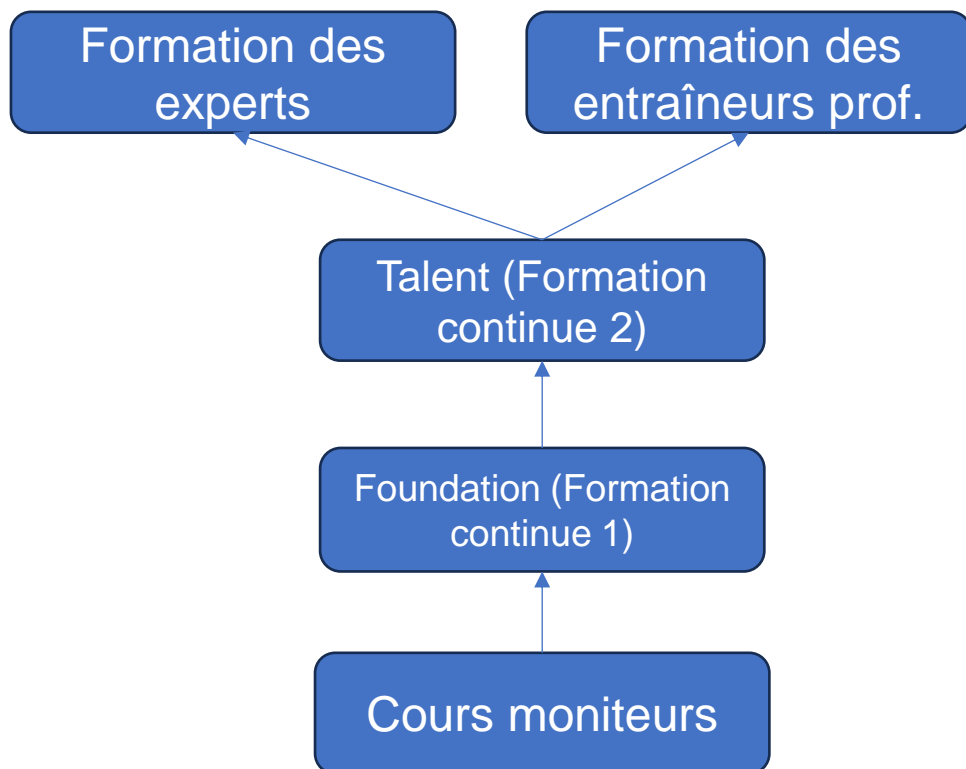 Formation des
experts
Formation des
entraîneurs prof.
Talent (Formation
continue 2)
Foundation (Formation
continue 1)
Cours moniteurs